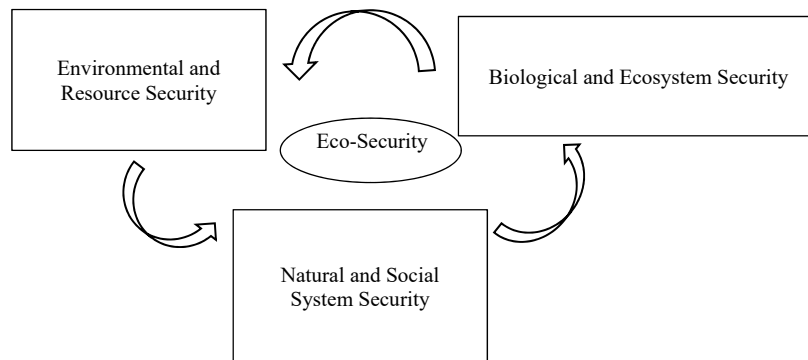 Environmental and
Resource Security
Biological and Ecosystem Security
Eco-Security
Natural and Social
System Security